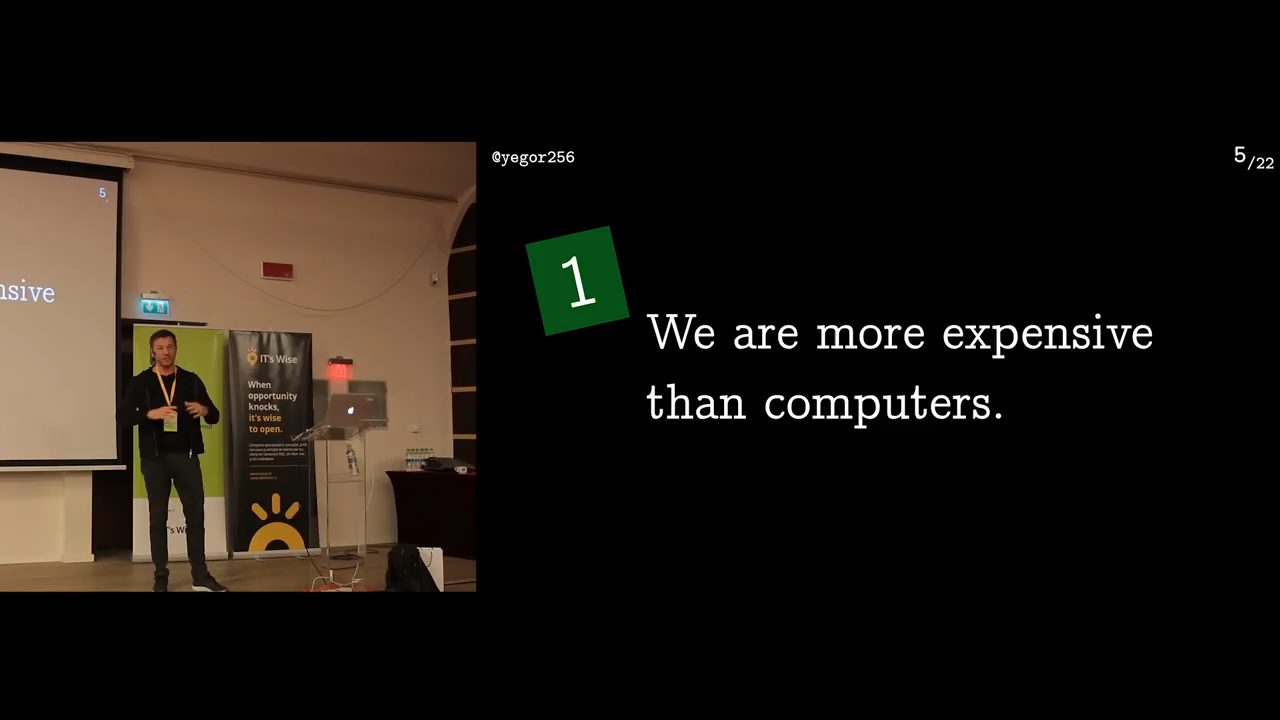 @yegor256
5/22
1
We are more expensive
than computers.
5
nsive
IT's Wise
When
opportunity
knocks,
it's wise
to open.